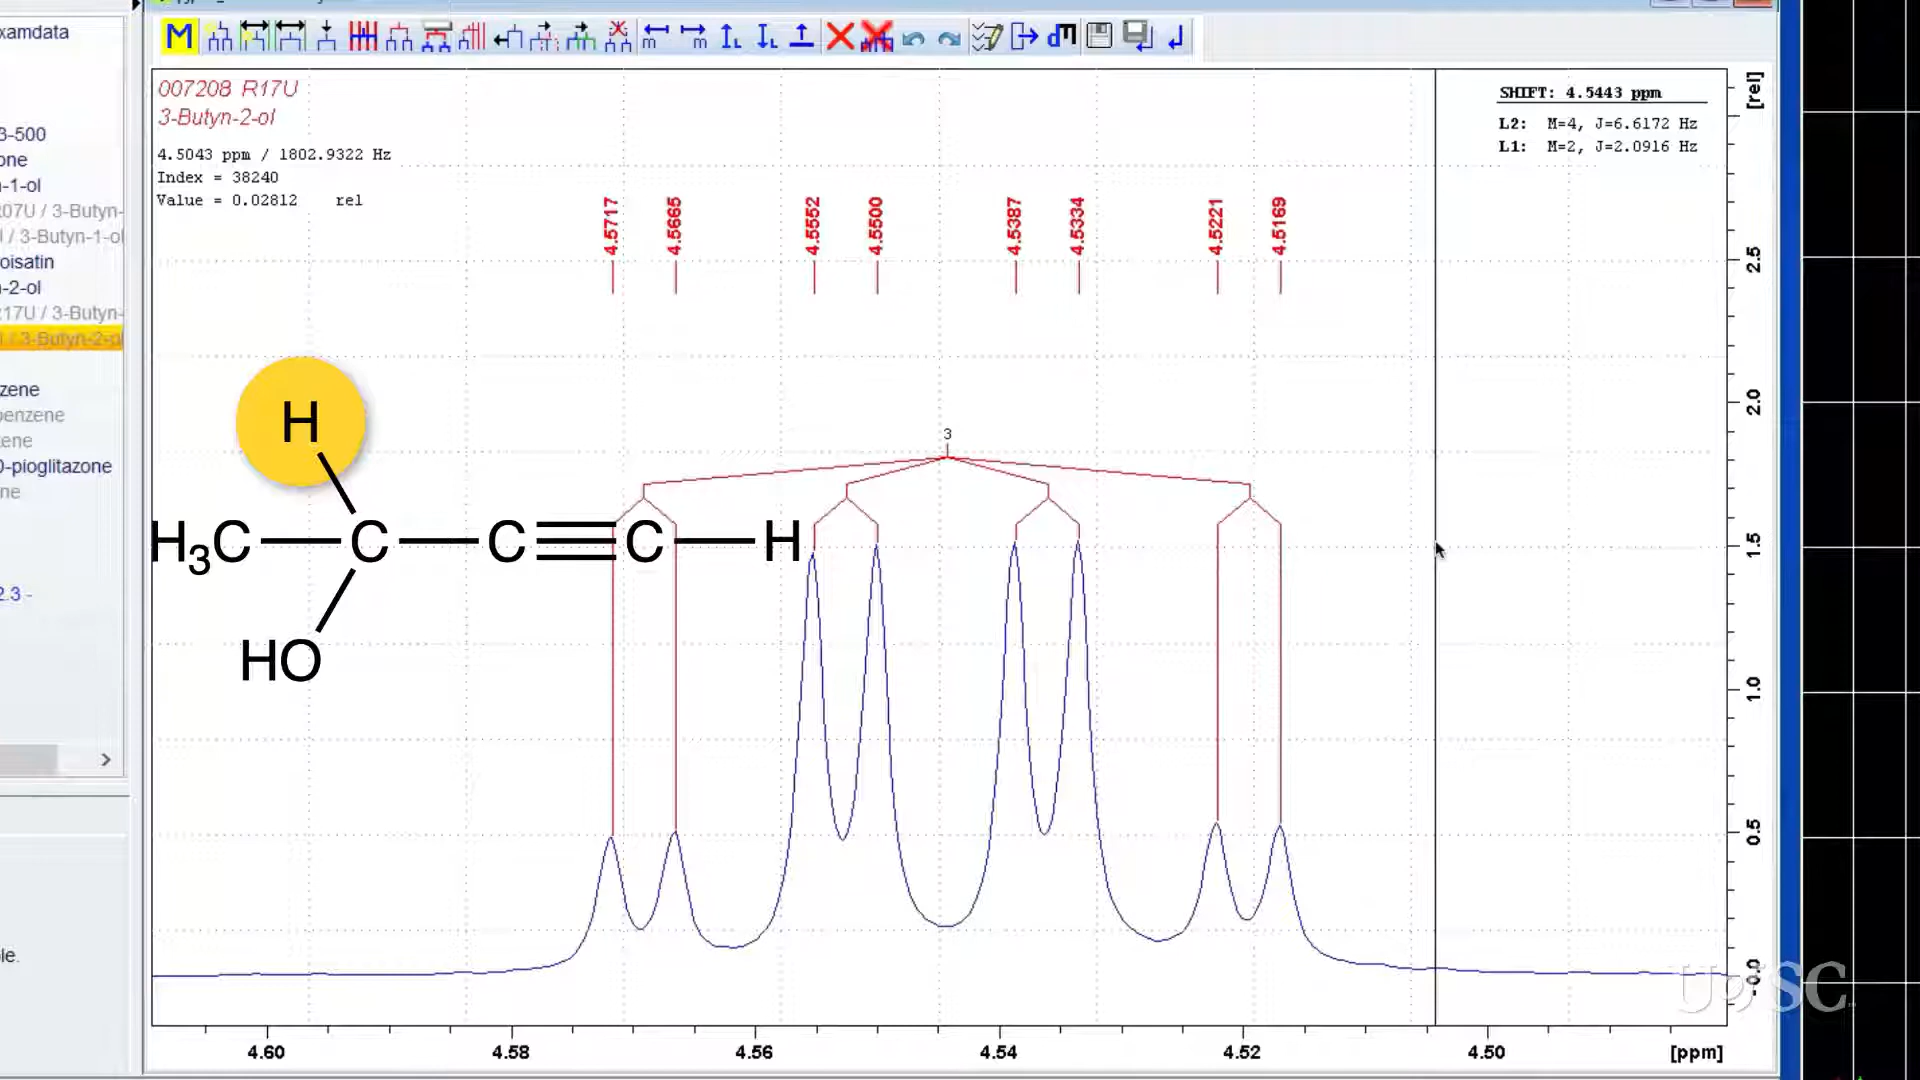 xamdata
3-500
one
-1-ol
07U / 3-Butyn-
/ 3-Butyn-1-ol
oisatin
-2-ol
17U / 3-Butyn-
/ 3-Butyn-2-ol
zene
benzene
ene
0-pioglitazone
ne
2.3 -
le.
M
007208 R17U
3-Butyn-2-ol
4.5043 ppm / 1802.9322 Hz
Index = 38240
Value = 0.02812 rel
SHIFT: 4.5443 ppm
L2: M=4, J=6.6172 Hz
L1: M=2, J=2.0916 Hz
[rel]
4.5717 4.5665 4.5552 4.5500 4.5387 4.5334 4.5221 4.5169
3
H
H3C C C C H
HO
2.5
2.0
1.5
1.0
0.5
4.60 4.58 4.56 4.54 4.52 4.50 [ppm]
UofSC